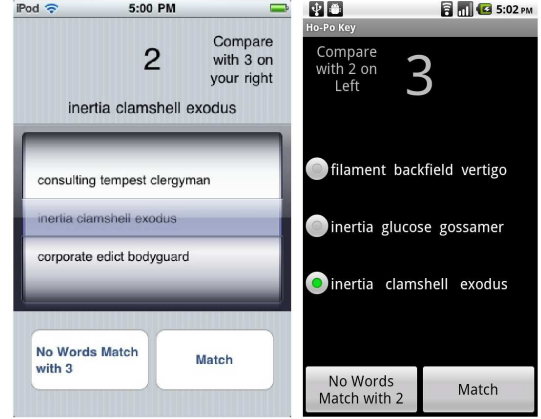 iPod 5:00 PM
2
Compare
with 3 on
your right
inertia clamshell exodus
consulting tempest clergyman
inertia clamshell exodus
corporate edict bodyguard
No Words Match
with 3
Match
5:02 PM
Ho-Po Key
Compare
with 2 on
Left
3
filament backfield vertigo
inertia glucose gossamer
inertia clamshell exodus
No Words
Match with 2
Match